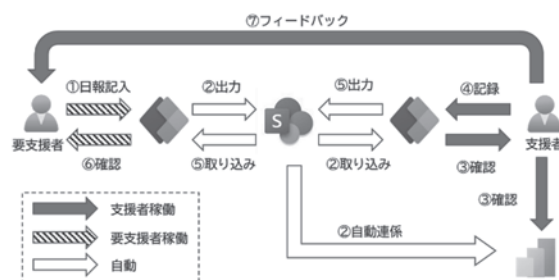 ⑦フィードバック
①日報記入
②出力
⑤出力
④記録
S
要支援者
支援者
⑥確認
⑤取り込み
②取り込み
③確認
③確認
②自動連係
支援者稼働
要支援者稼働
自動